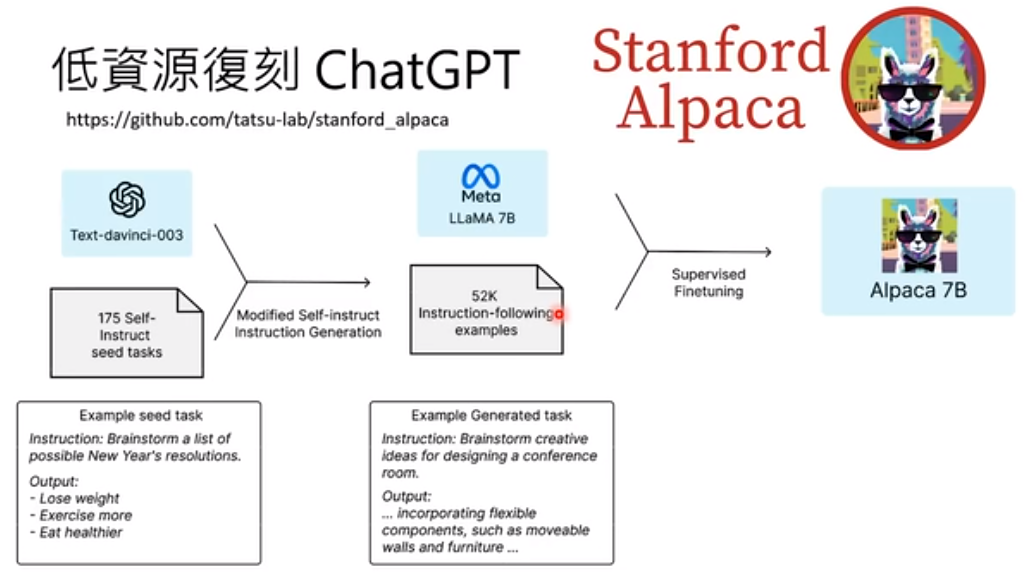 低資源復刻 ChatGPT
https://github.com/tatsu-lab/stanford_alpaca
Stanford
Alpaca
Text-davinci-003
175 Self-
Instruct
seed tasks
Modified Self-instruct
Instruction Generation
Meta
LLaMA 7B
52K
Instruction-following
examples
Supervised
Finetuning
Alpaca 7B
Example seed task
Instruction: Brainstorm a list of
possible New Year's resolutions.
Output:
- Lose weight
- Exercise more
- Eat healthier
Example Generated task
Instruction: Brainstorm creative
ideas for designing a conference
room.
Output:
... incorporating flexible
components, such as moveable
walls and furniture ...